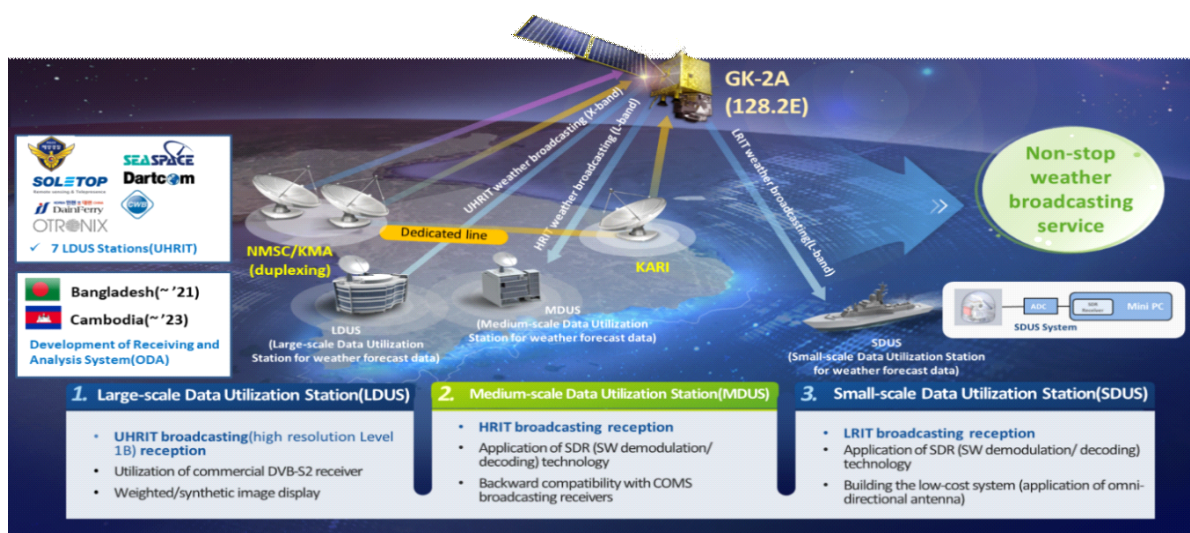 GK-2A
(128.2E)
UHRIT weather broadcasting (X-band)
HRIT weather broadcasting (L-band)
LRIT weather broadcasting(L-band)
Non-stop
weather
broadcasting
service
SEASPACE
SOLETOP
Dartcom
DainFerry
CWB
OTRONIX
✓ 7 LDUS Stations(UHRIT)
NMSC/KMA
(duplexing)
Dedicated line
KARI
Bangladesh(~ '21)
Cambodia(~ '23)
Development of Receiving and
Analysis System(ODA)
LDUS
(Large-scale Data Utilization
Station for weather forecast data)
MDUS
(Medium-scale Data Utilization
Station for weather forecast data)
SDUS
(Small-scale Data Utilization Station
for weather forecast data)
ADC
SDR
Mini PC
SDUS System
1. Large-scale Data Utilization Station(LDUS)
• UHRIT broadcasting(high resolution Level
1B) reception
• Utilization of commercial DVB-S2 receiver
• Weighted/synthetic image display
2. Medium-scale Data Utilization Station(MDUS)
• HRIT broadcasting reception
• Application of SDR (SW demodulation/
decoding) technology
• Backward compatibility with COMS
broadcasting receivers
3. Small-scale Data Utilization Station(SDUS)
• LRIT broadcasting reception
• Application of SDR (SW demodulation/ decoding)
technology
• Building the low-cost system (application of omni-
directional antenna)